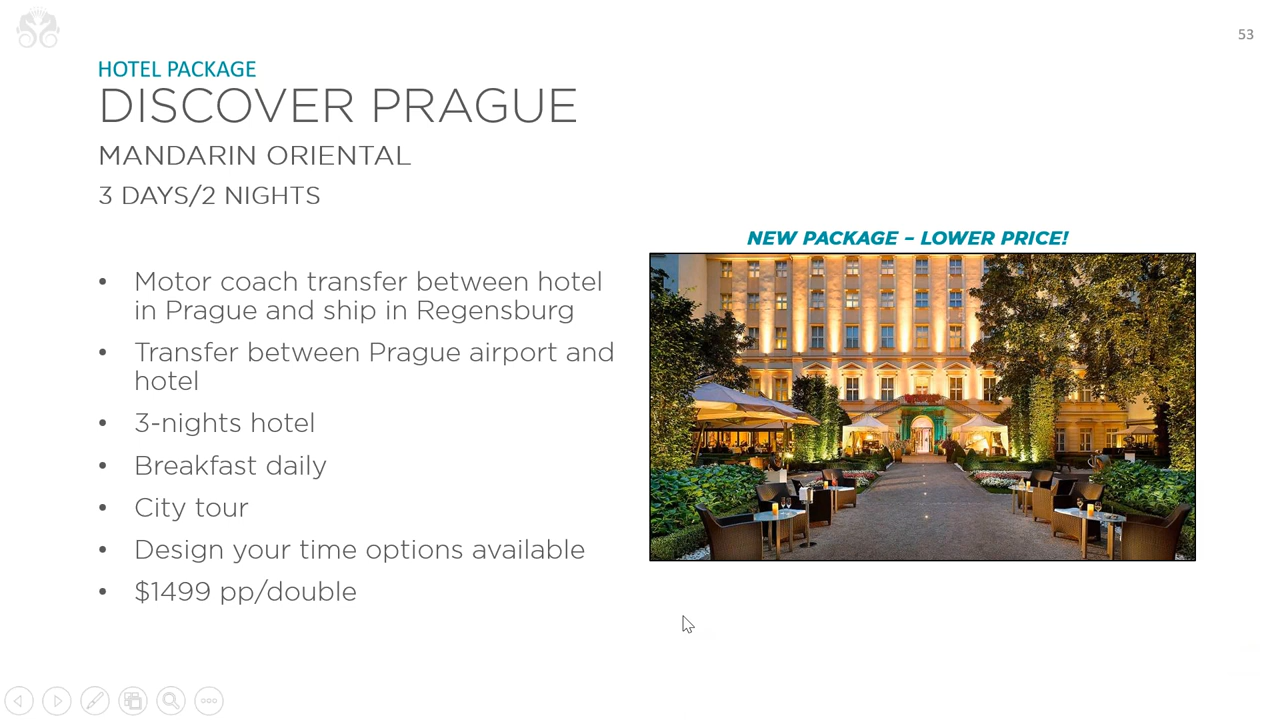 53
HOTEL PACKAGE
DISCOVER PRAGUE
MANDARIN ORIENTAL
3 DAYS/2 NIGHTS
NEW PACKAGE – LOWER PRICE!
• Motor coach transfer between hotel
in Prague and ship in Regensburg
• Transfer between Prague airport and
hotel
• 3-nights hotel
• Breakfast daily
• City tour
• Design your time options available
• $1499 pp/double